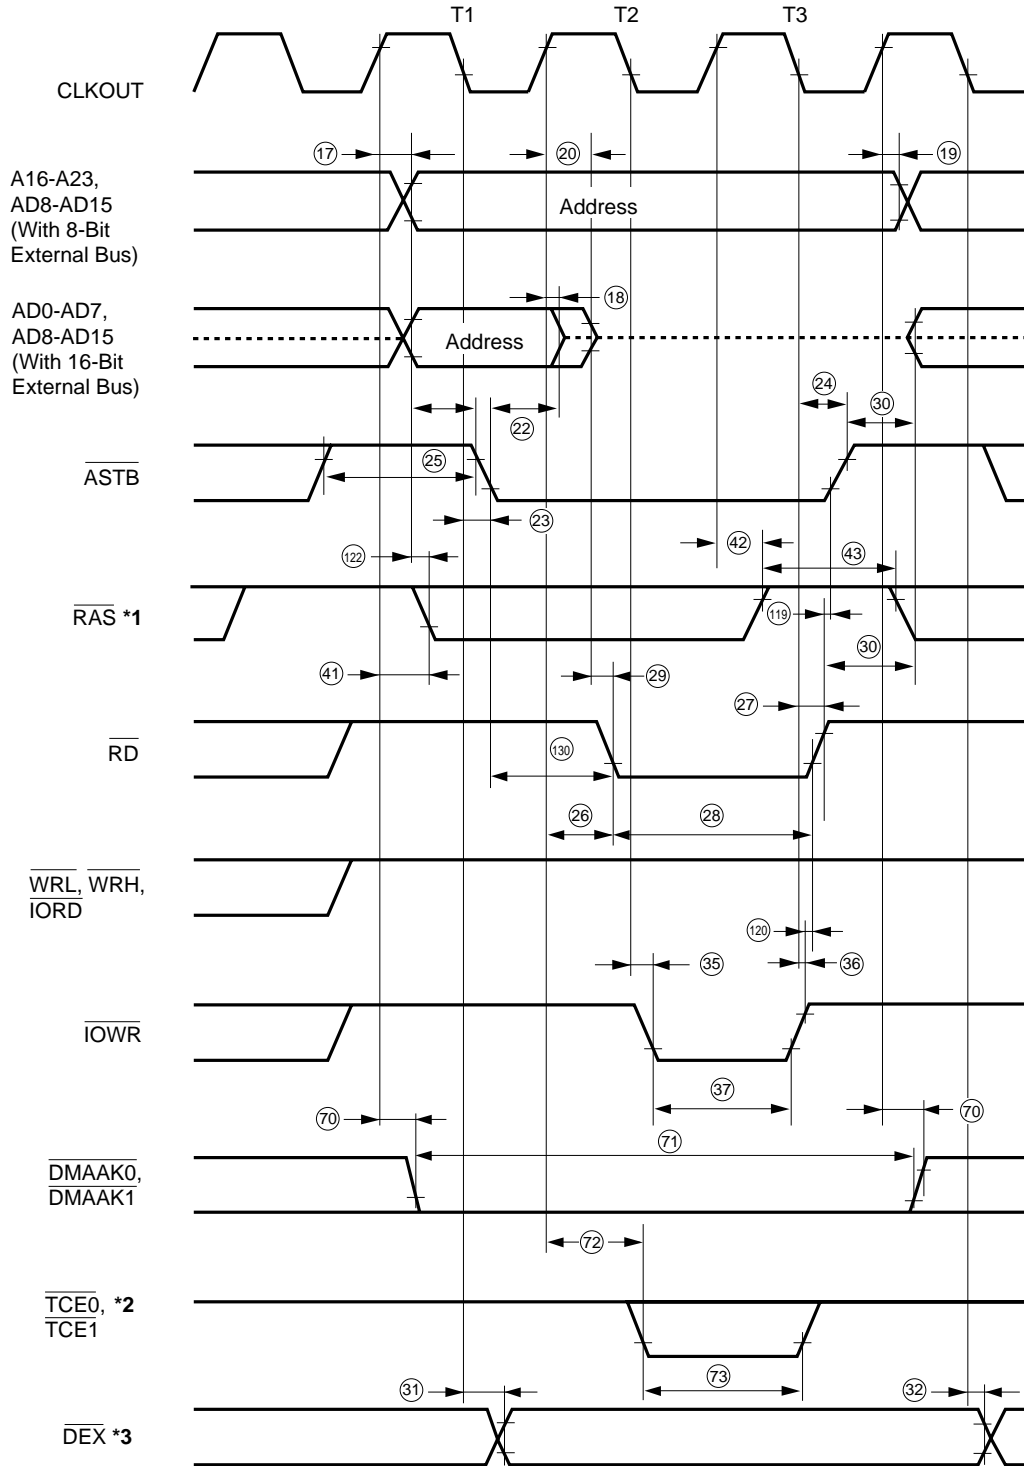 T1 T2 T3
CLKOUT
17 20 19
A16-A23,
AD8-AD15
(With 8-Bit
External Bus)
Address
18
AD0-AD7,
AD8-AD15
(With 16-Bit
External Bus)
Address
24
22 30
25
ASTB
23
122 42 43
RAS *1
119
41 29 30
27
RD
130
26 28
WRL, WRH,
IORD
120
35 36
IOWR
37
70 70
71
DMAAK0,
DMAAK1
72
TCE0, *2
TCE1
73
31 32
DEX *3